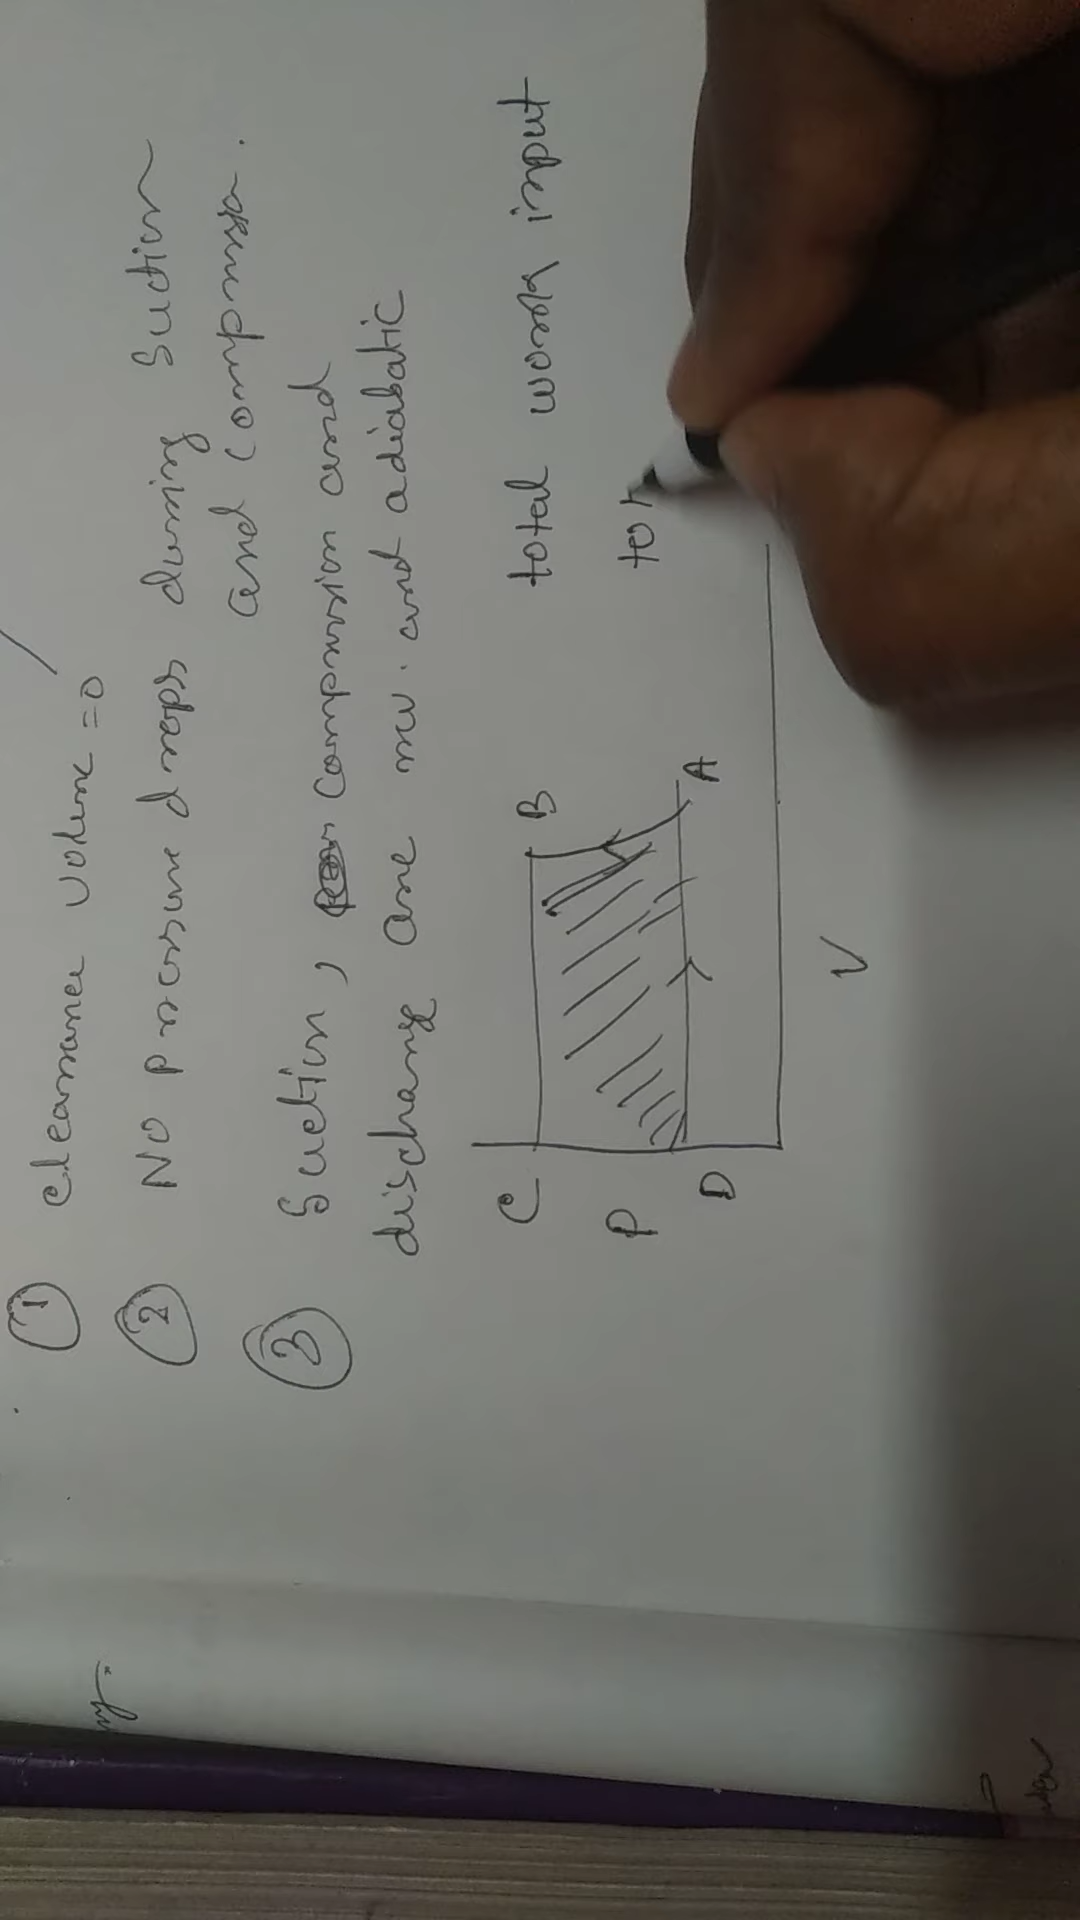 ① Clearance volume = 0
② NO pressure drops during suction
and compression.
③ Suction, compression and
discharge are rev. and adiabatic
total work input
to
C
B
P
D
A
V